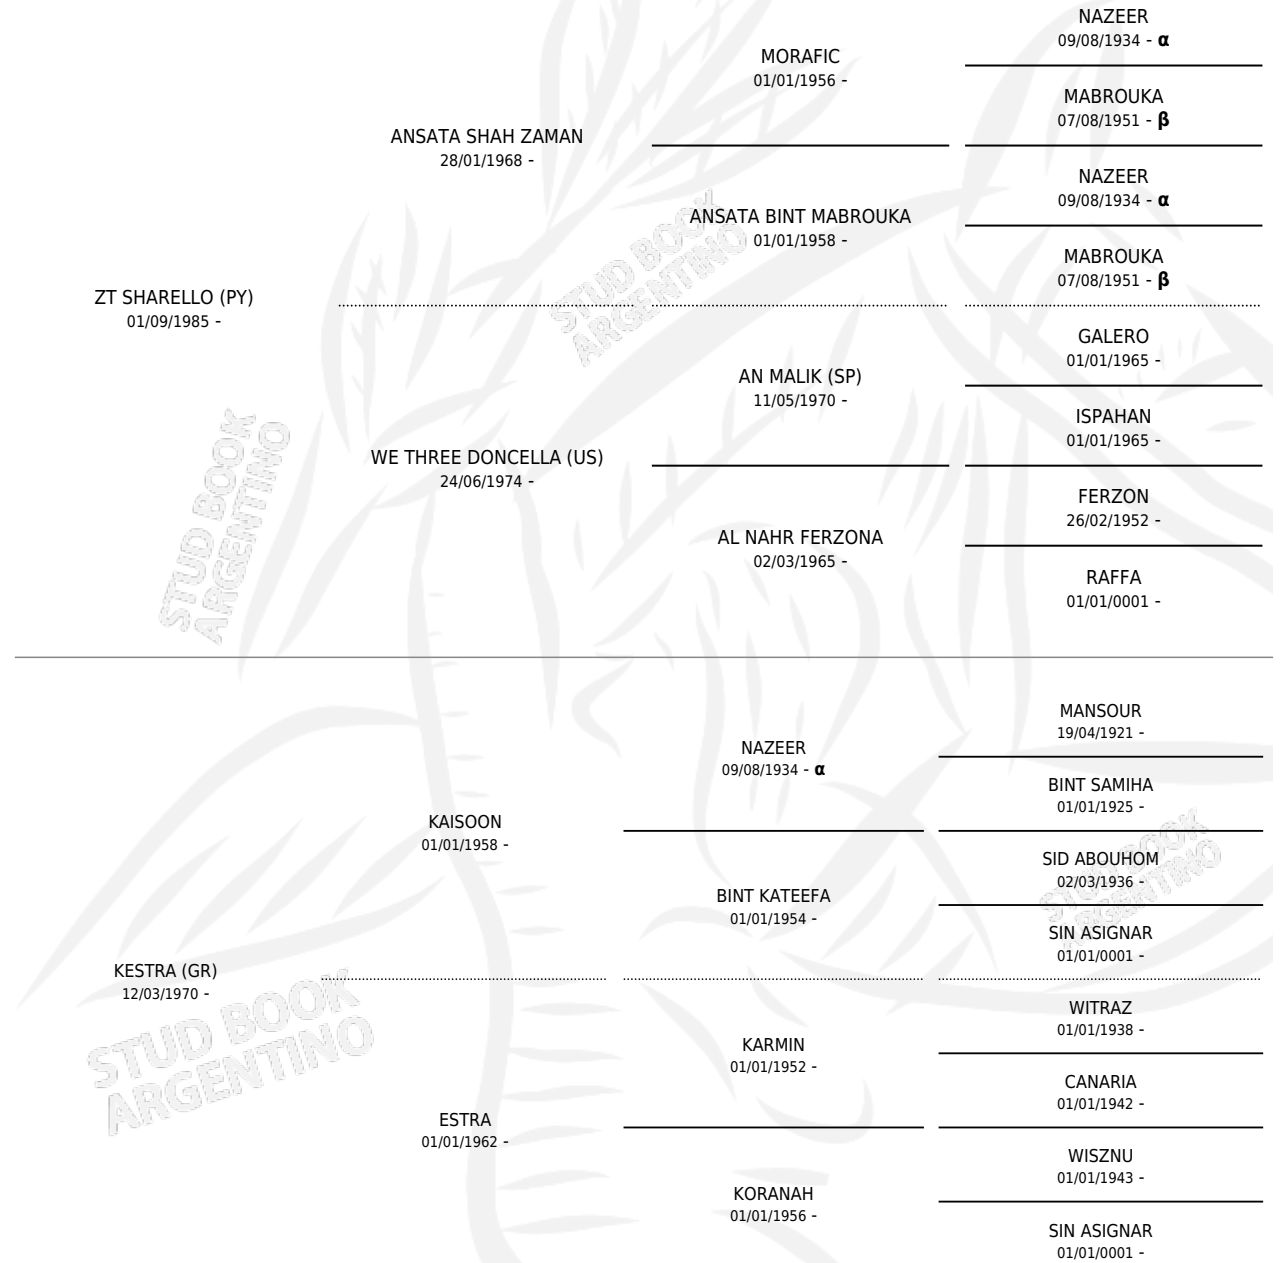 NAZEER
09/08/1934 - α
MORAFIC
01/01/1956 -
MABROUKA
07/08/1951 - β
ANSATA SHAH ZAMAN
28/01/1968 -
NAZEER
09/08/1934 - α
ANSATA BINT MABROUKA
01/01/1958 -
MABROUKA
07/08/1951 - β
ZT SHARELLO (PY)
01/09/1985 -
GALERO
01/01/1965 -
AN MALIK (SP)
11/05/1970 -
ISPAHAN
01/01/1965 -
WE THREE DONCELLA (US)
24/06/1974 -
FERZON
26/02/1952 -
AL NAHR FERZONA
02/03/1965 -
RAFFA
01/01/0001 -
MANSOUR
19/04/1921 -
NAZEER
09/08/1934 - α
BINT SAMIHA
01/01/1925 -
KAISOON
01/01/1958 -
SID ABOUHOM
02/03/1936 -
BINT KATEEFA
01/01/1954 -
SIN ASIGNAR
01/01/0001 -
KESTRA (GR)
12/03/1970 -
WITRAZ
01/01/1938 -
KARMIN
01/01/1952 -
CANARIA
01/01/1942 -
ESTRA
01/01/1962 -
WISZNU
01/01/1943 -
KORANAH
01/01/1956 -
SIN ASIGNAR
01/01/0001 -
STUD BOOK
ARGENTINO
STUD BOOK
ARGENTINO
STUD BOOK
ARGENTINO
STUD BOOK
ARGENTINO